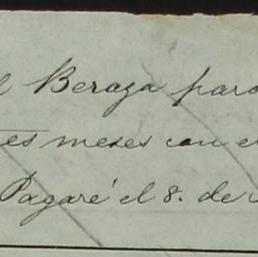 l Beraza para
es meses con e
Pagaré el 8. de